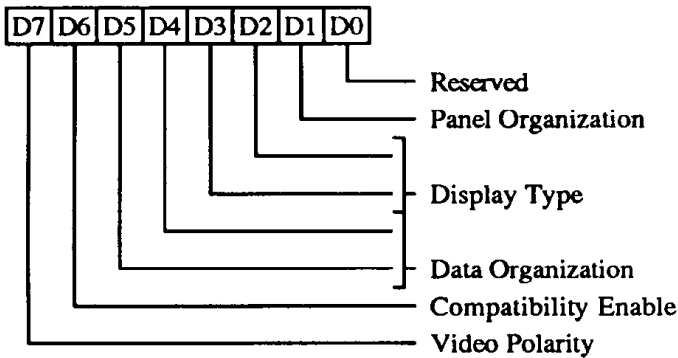 D7 D6 D5 D4 D3 D2 D1 D0
Reserved
Panel Organization
Display Type
Data Organization
Compatibility Enable
Video Polarity